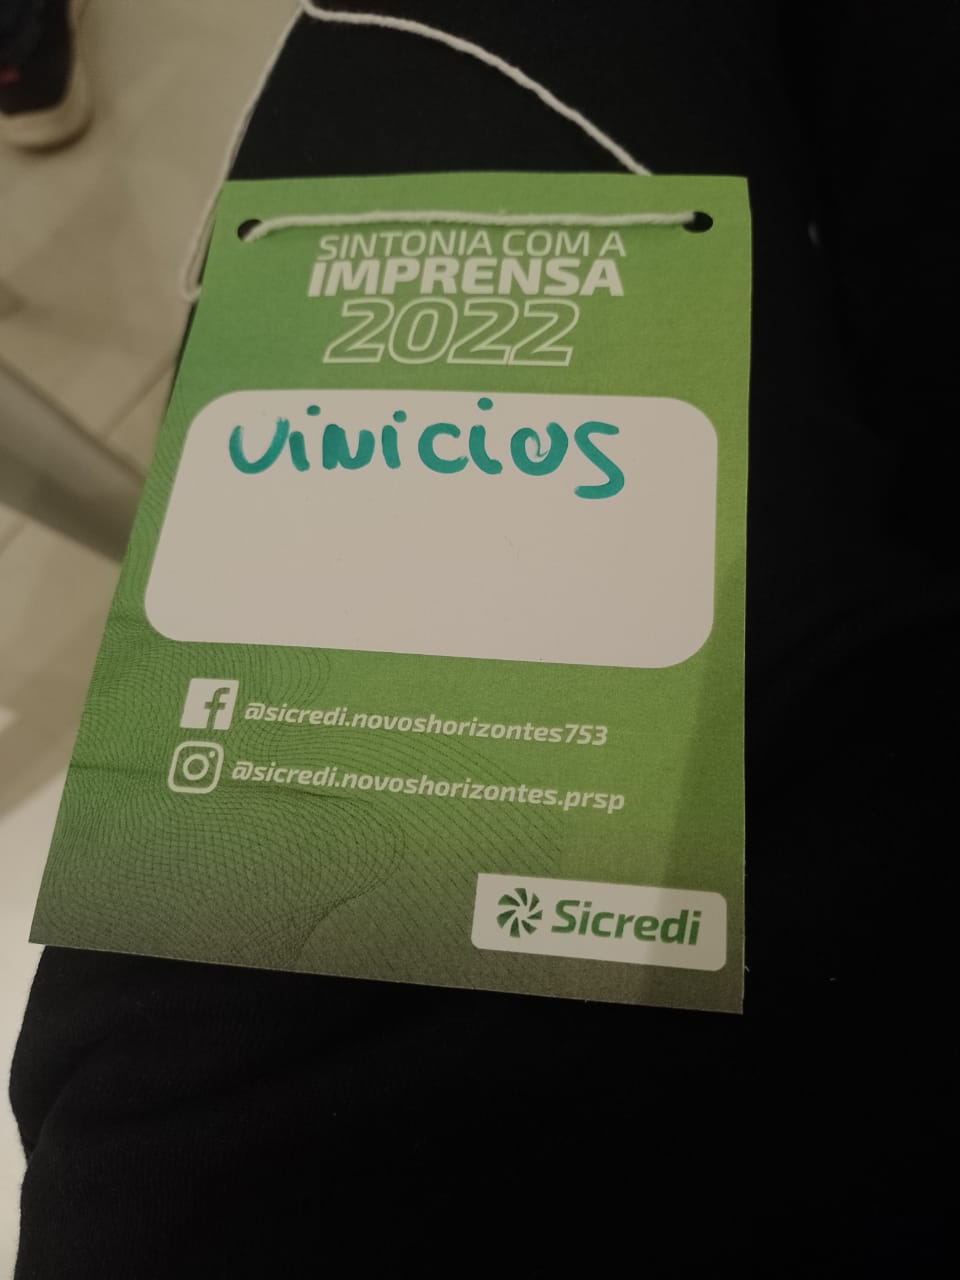 SINTONIA COM A
IMPRENSA
2022
VINICIOS
@sicredi.novoshorizontes753
@sicredi.novoshorizontes.prsp
Sicredi